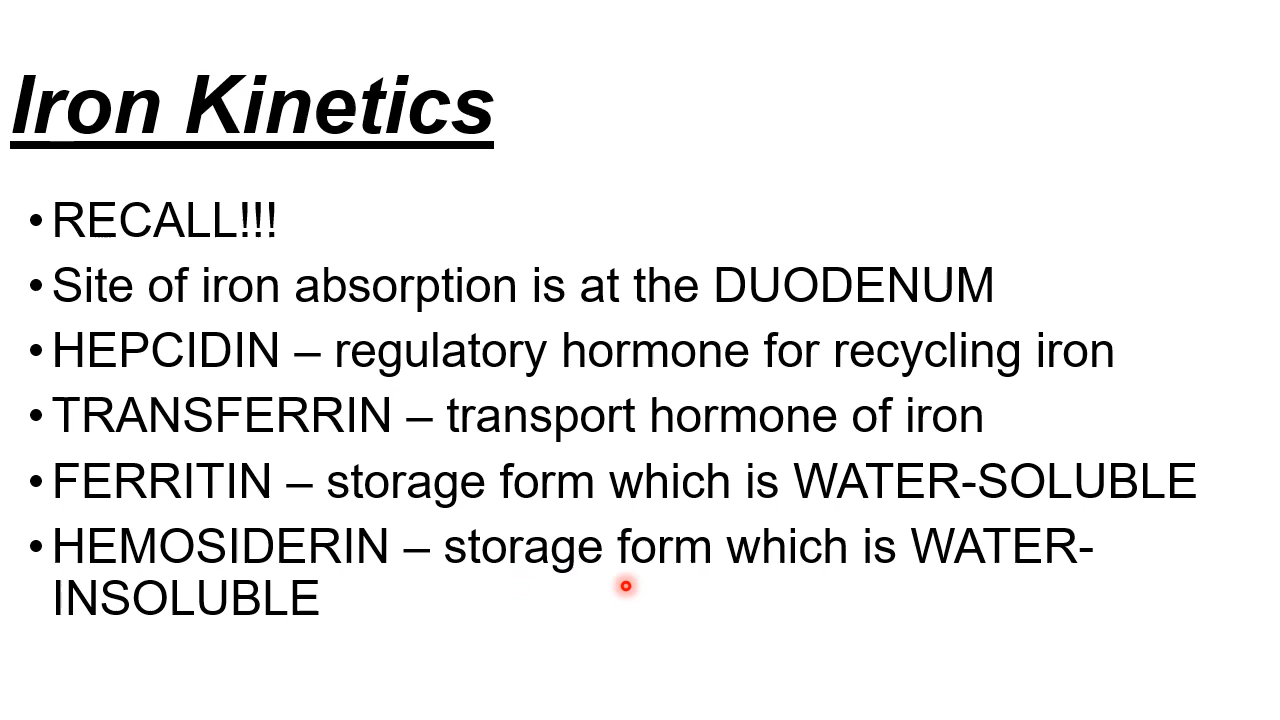 Iron Kinetics
• RECALL!!!
• Site of iron absorption is at the DUODENUM
• HEPCIDIN – regulatory hormone for recycling iron
• TRANSFERRIN – transport hormone of iron
• FERRITIN – storage form which is WATER-SOLUBLE
• HEMOSIDERIN – storage form which is WATER-
INSOLUBLE